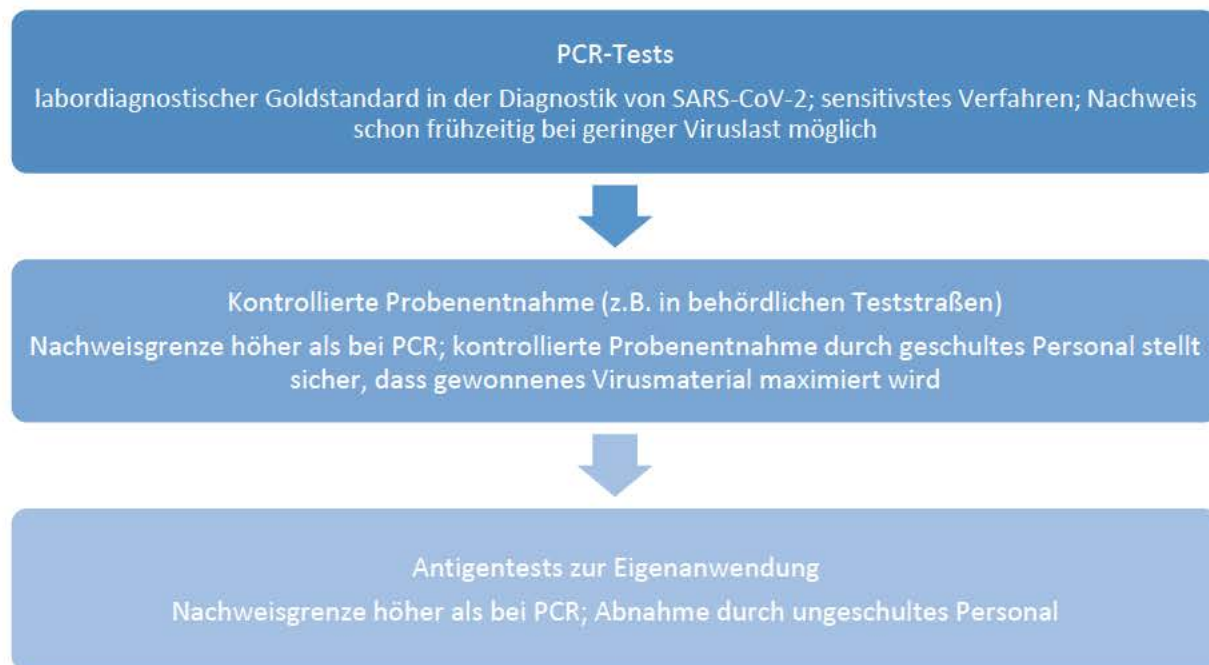 PCR-Tests
labordiagnostischer Goldstandard in der Diagnostik von SARS-CoV-2; sensitivstes Verfahren; Nachweis
schon frühzeitig bei geringer Viruslast möglich
Kontrollierte Probenentnahme (z.B. in behördlichen Teststraßen)
Nachweisgrenze höher als bei PCR; kontrollierte Probenentnahme durch geschultes Personal stellt
sicher, dass gewonnenes Virusmaterial maximiert wird
Antigentests zur Eigenanwendung
Nachweisgrenze höher als bei PCR; Abnahme durch ungeschultes Personal